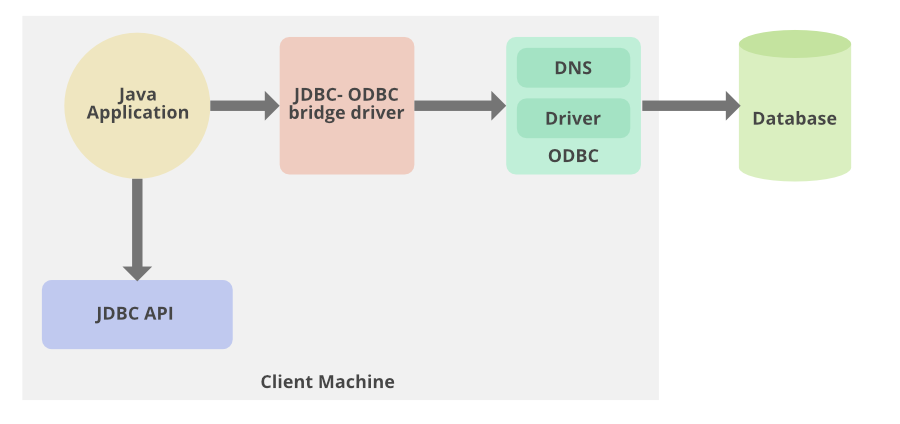 Java
Application
JDBC- ODBC
bridge driver
DNS
Driver
ODBC
Database
JDBC API
Client Machine